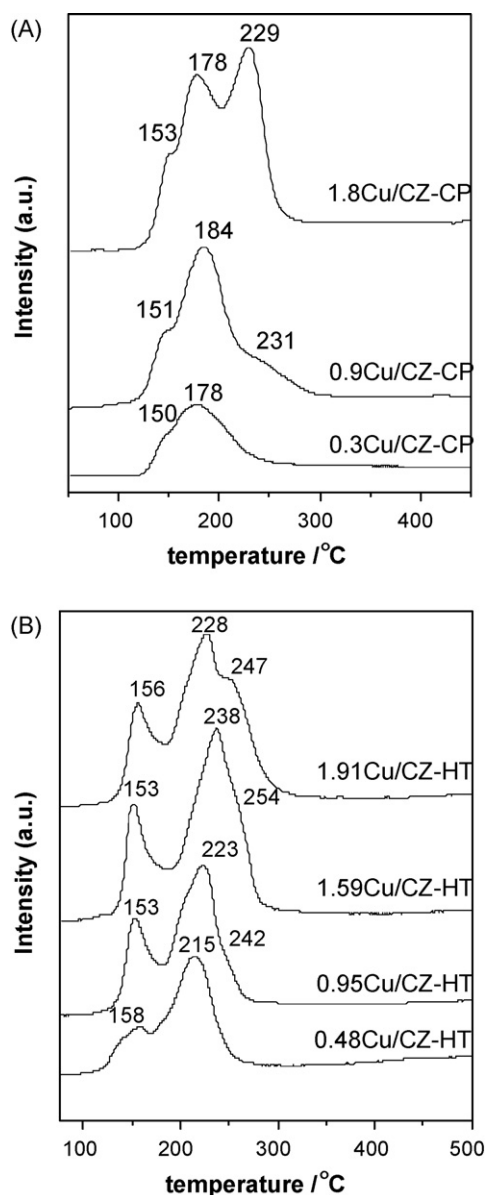 (A)
229
178
153
1.8Cu/CZ-CP
184
151
231
0.9Cu/CZ-CP
178
150
0.3Cu/CZ-CP
Intensity (a.u.)
100 200 300 400
temperature /°C
(B)
228
247
156
238
1.91Cu/CZ-HT
254
153
223
1.59Cu/CZ-HT
153
242
215
0.95Cu/CZ-HT
158
0.48Cu/CZ-HT
Intensity (a.u.)
100 200 300 400 500
temperature /°C